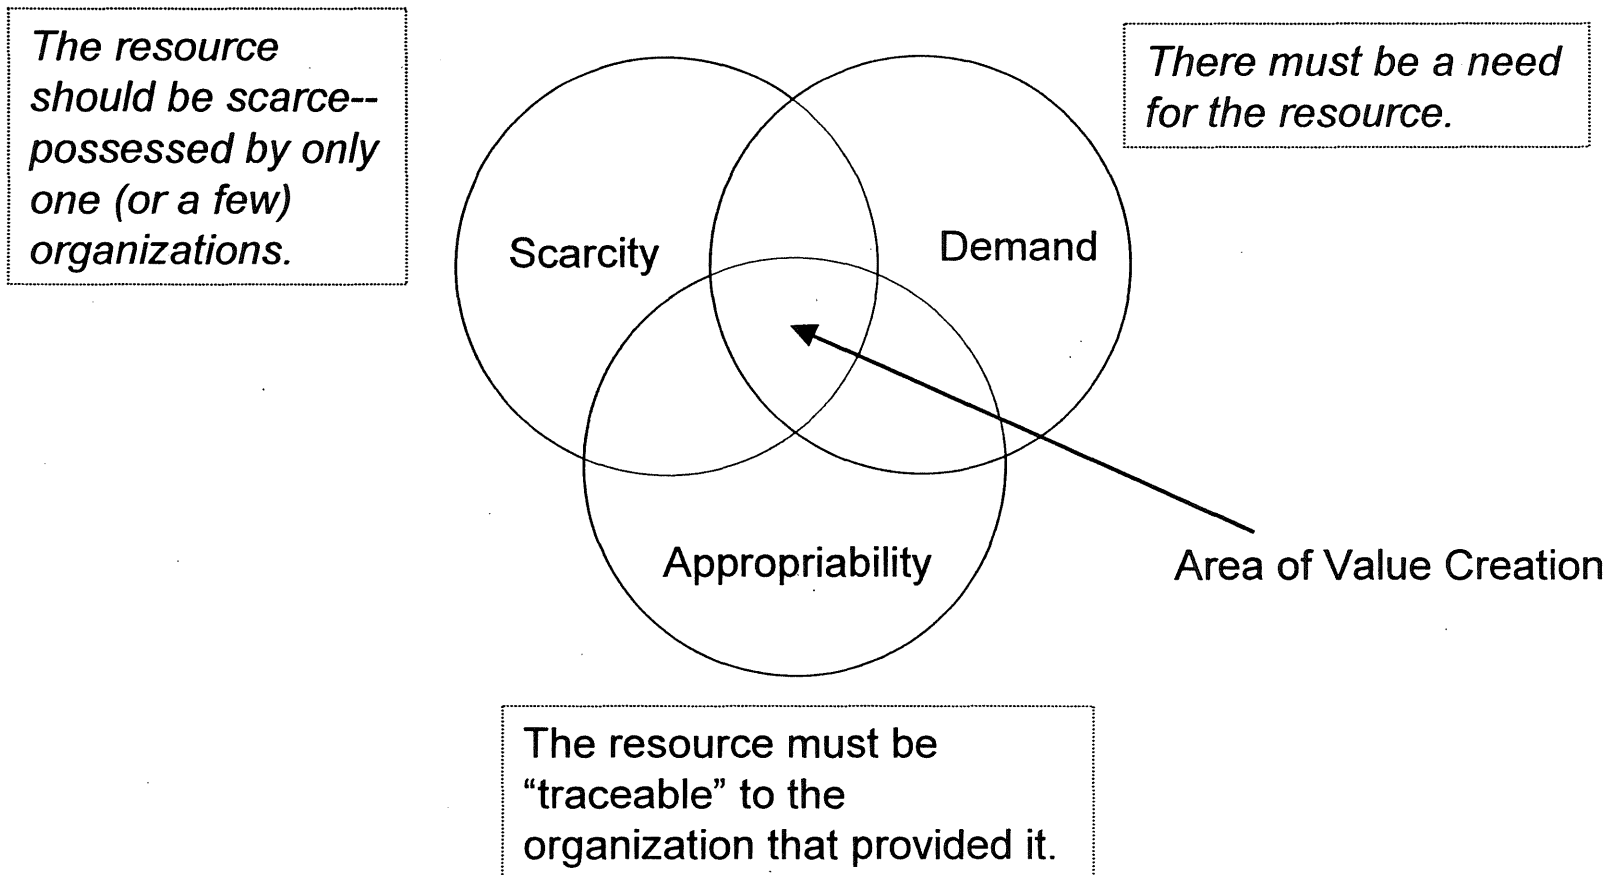 The resource
should be scarce--
possessed by only
one (or a few)
organizations.
There must be a need
for the resource.
Scarcity
Demand
Appropriability
Area of Value Creation
The resource must be
“traceable” to the
organization that provided it.